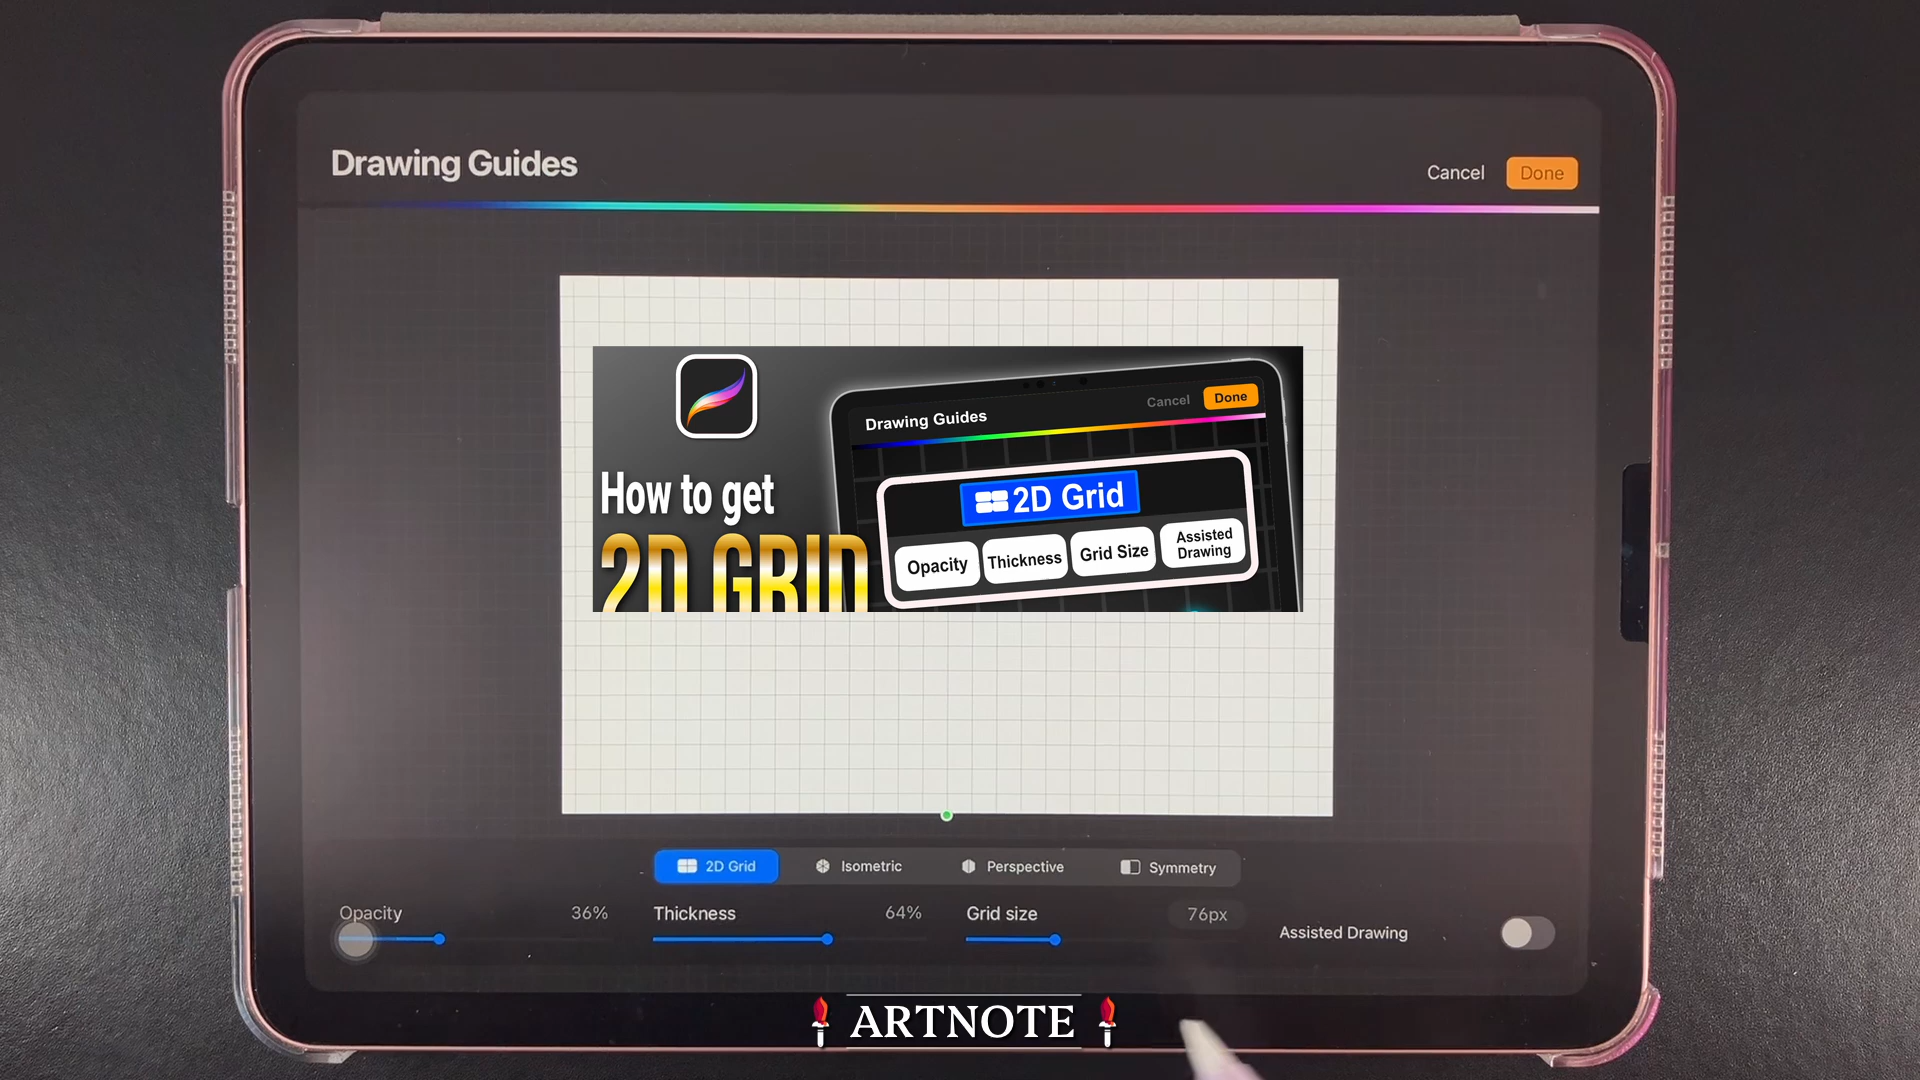 Drawing Guides
Cancel
Done
How to get
2D GRID
Drawing Guides
Cancel
Done
2D Grid
Opacity
Thickness
Grid Size
Assisted
Drawing
2D Grid
Isometric
Perspective
Symmetry
Opacity
36%
Thickness
64%
Grid size
76px
Assisted Drawing
ARTNOTE